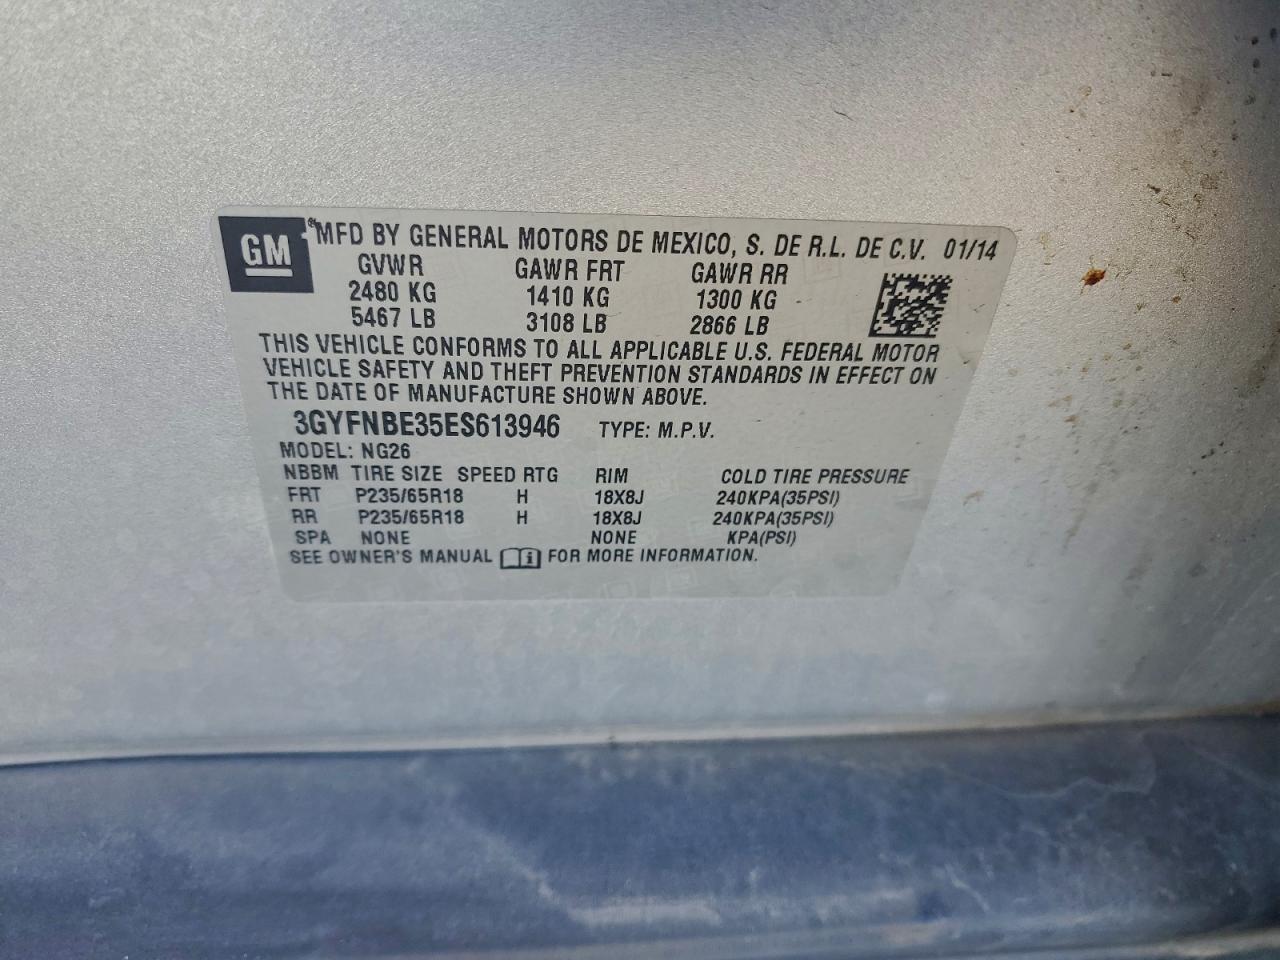 GM ® MFD BY GENERAL MOTORS DE MEXICO, S. DE R.L. DE C.V. 01/14
GVWR GAWR FRT GAWR RR
2480 KG 1410 KG 1300 KG
5467 LB 3108 LB 2866 LB
THIS VEHICLE CONFORMS TO ALL APPLICABLE U.S. FEDERAL MOTOR
VEHICLE SAFETY AND THEFT PREVENTION STANDARDS IN EFFECT ON
THE DATE OF MANUFACTURE SHOWN ABOVE.
3GYFNBE35ES613946 TYPE: M.P.V.
MODEL: NG26
NBBM TIRE SIZE SPEED RTG RIM COLD TIRE PRESSURE
FRT P235/65R18 H 18X8J 240KPA(35PSI)
RR P235/65R18 H 18X8J 240KPA(35PSI)
SPA NONE NONE KPA(PSI)
SEE OWNER'S MANUAL i FOR MORE INFORMATION.